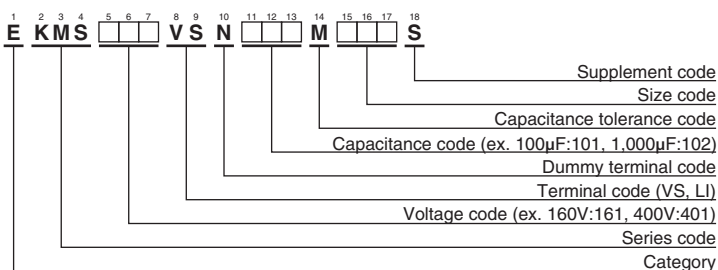 1 2 3 4 5 6 7 8 9 10 11 12 13 14 15 16 17 18
E KMS □□□ VS N □□□ M □□□ S
Supplement code
Size code
Capacitance tolerance code
Capacitance code (ex. 100µF:101, 1,000µF:102)
Dummy terminal code
Terminal code (VS, LI)
Voltage code (ex. 160V:161, 400V:401)
Series code
Category